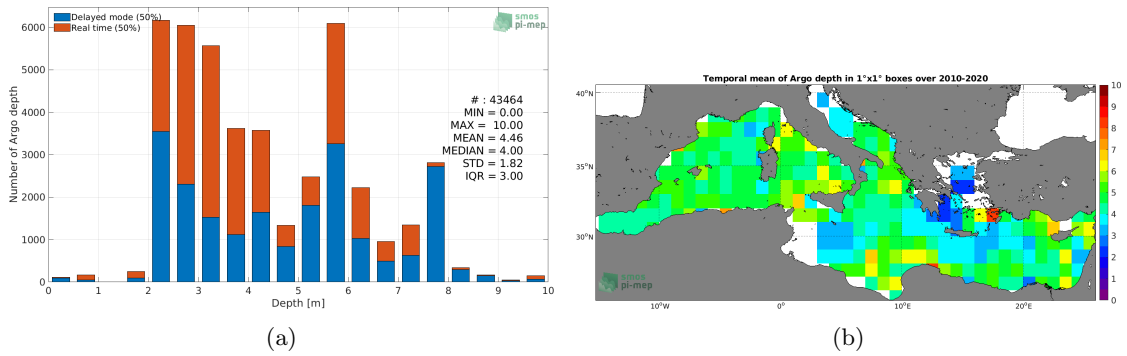 Delayed mode (50%)
Real time (50%)
smos
pi-mep
Number of Argo depth
6000
5000
4000
3000
2000
1000
0
# : 43464
MIN = 0.00
MAX = 10.00
MEAN = 4.46
MEDIAN = 4.00
STD = 1.82
IQR = 3.00
0 1 2 3 4 5 6 7 8 9 10
Depth [m]
(a)
Temporal mean of Argo depth in 1°x1° boxes over 2010-2020
40°N
35°N
30°N
10°W 0° 10°E 20°E
smos
pi-mep
10
9
8
7
6
5
4
3
2
1
0
(b)